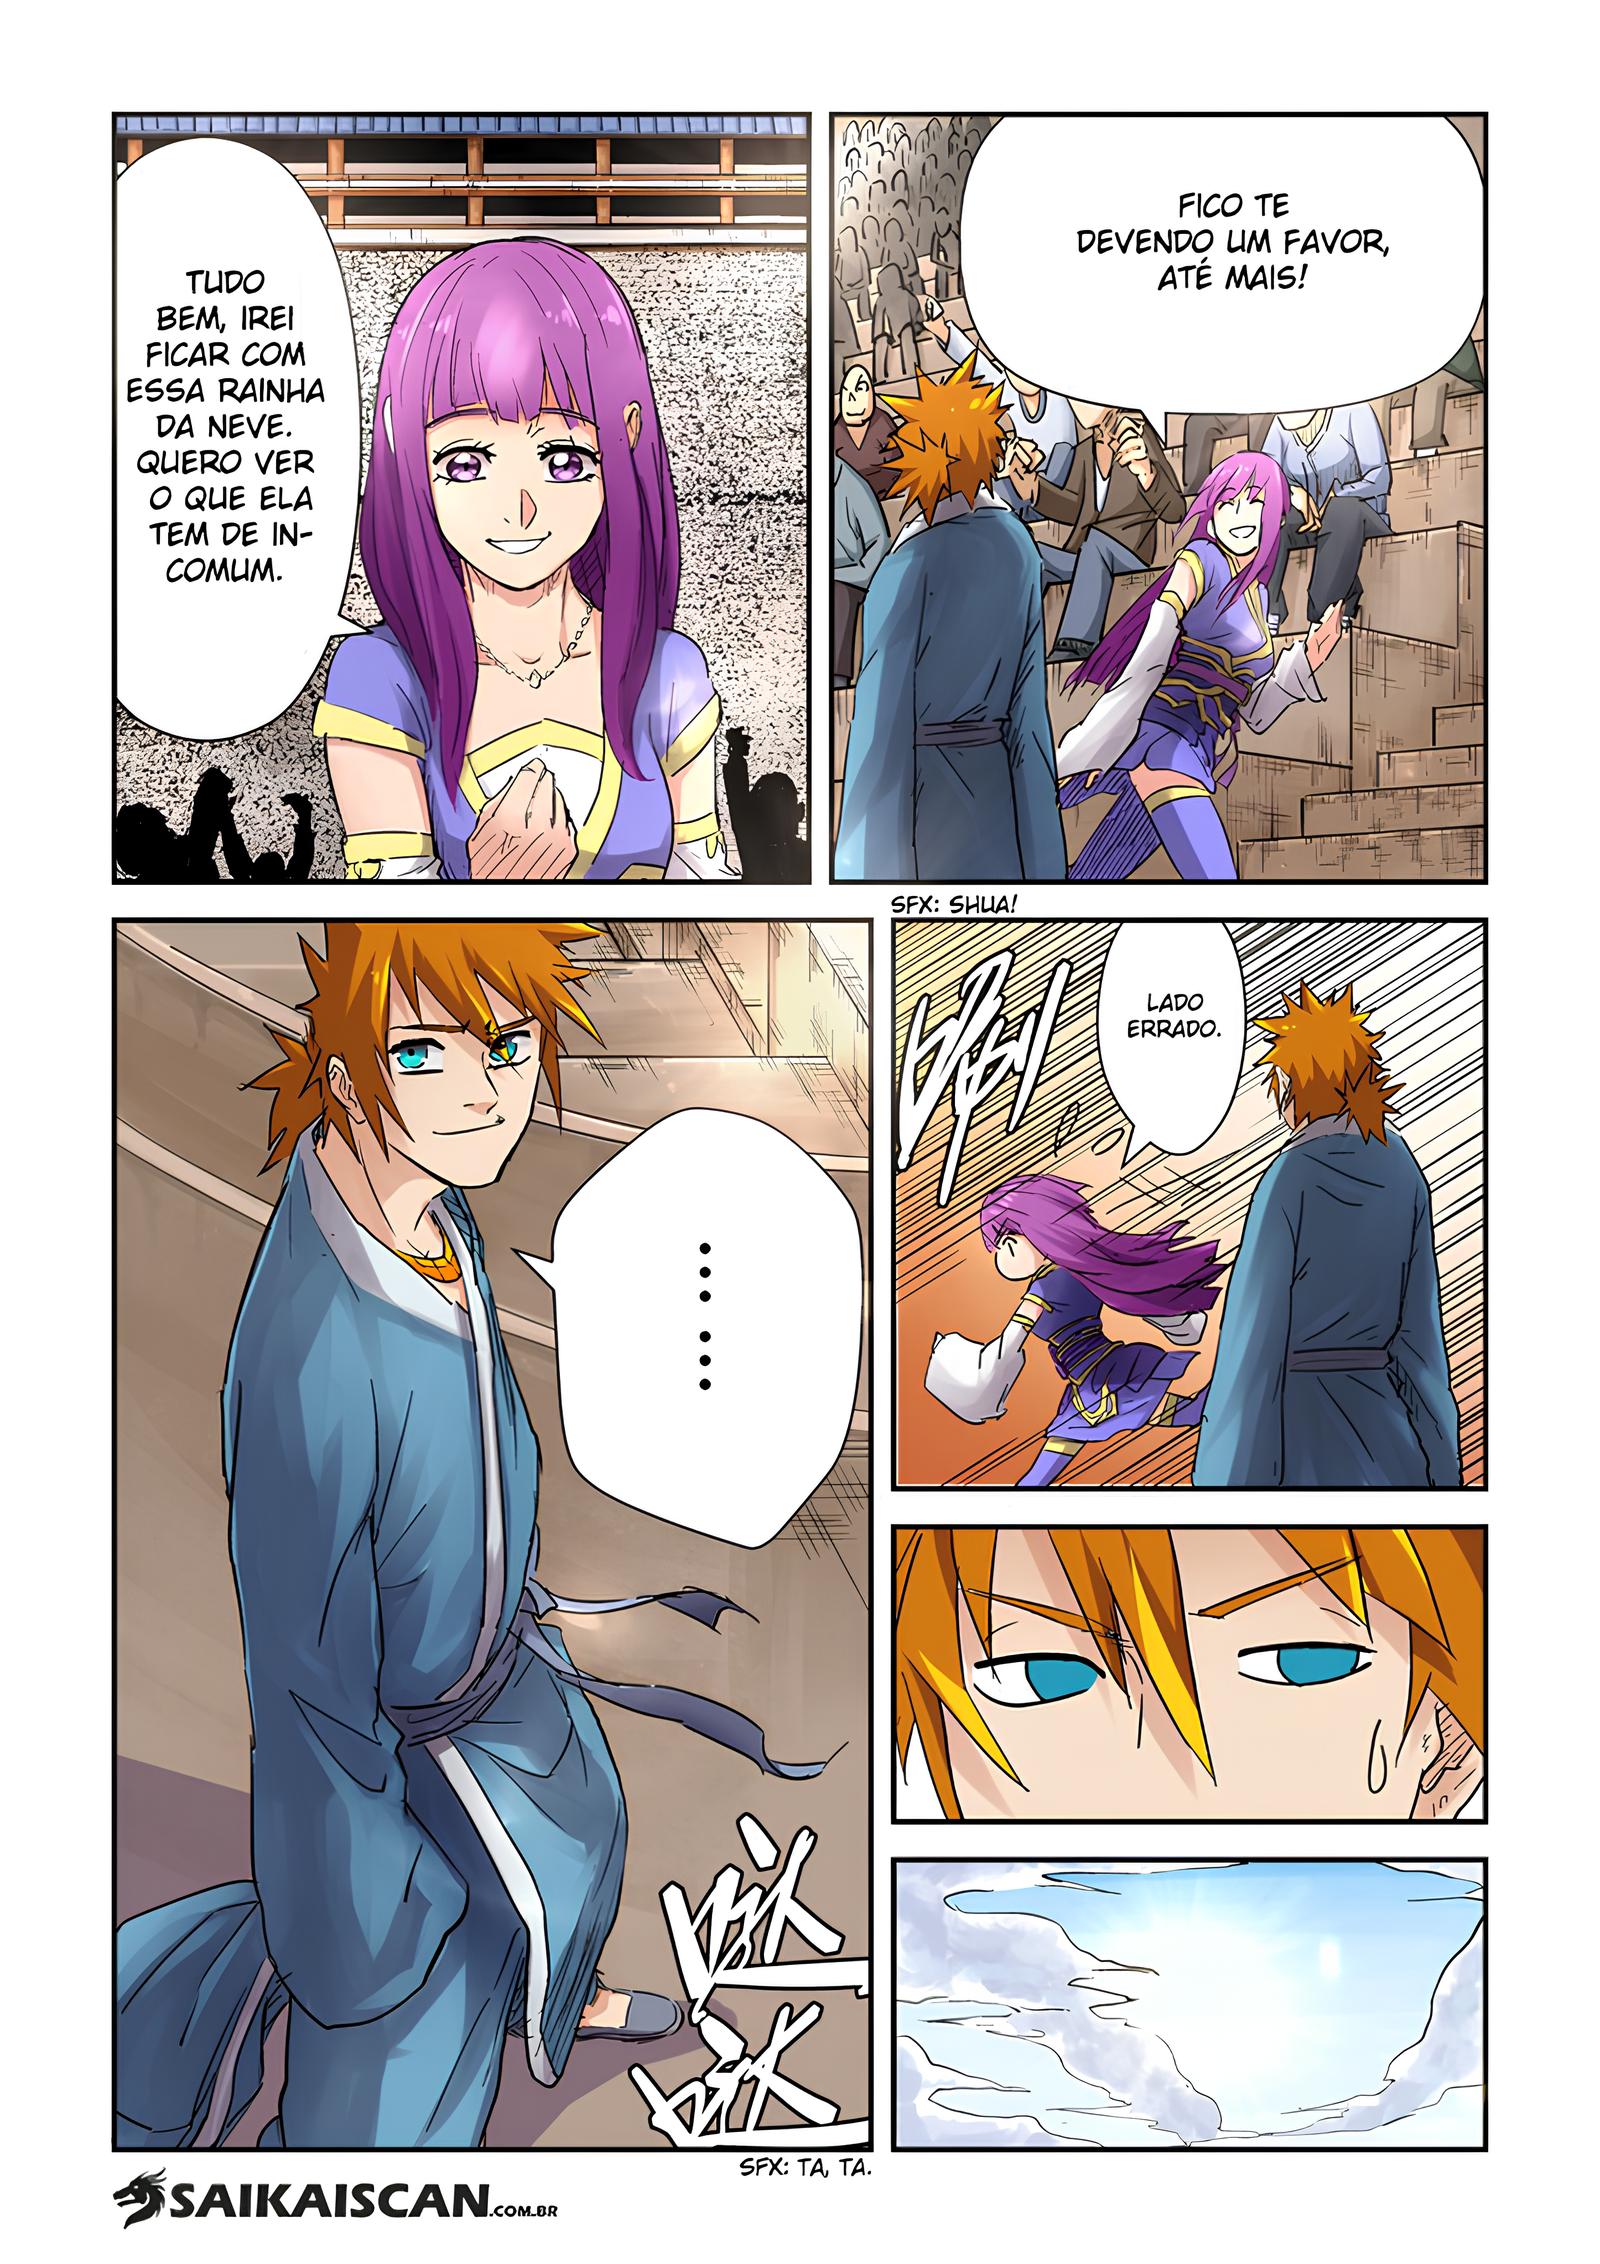 TUDO
BEM, IREI
FICAR COM
ESSA RAINHA
DA NEVE.
QUERO VER
O QUE ELA
TEM DE IN-
COMUM.
FICO TE
DEVENDO UM FAVOR,
ATÉ MAIS!
SFX: SHUA!
LADO
ERRADO.
SFX: TA, TA.
SAIKAISCAN.COM.BR